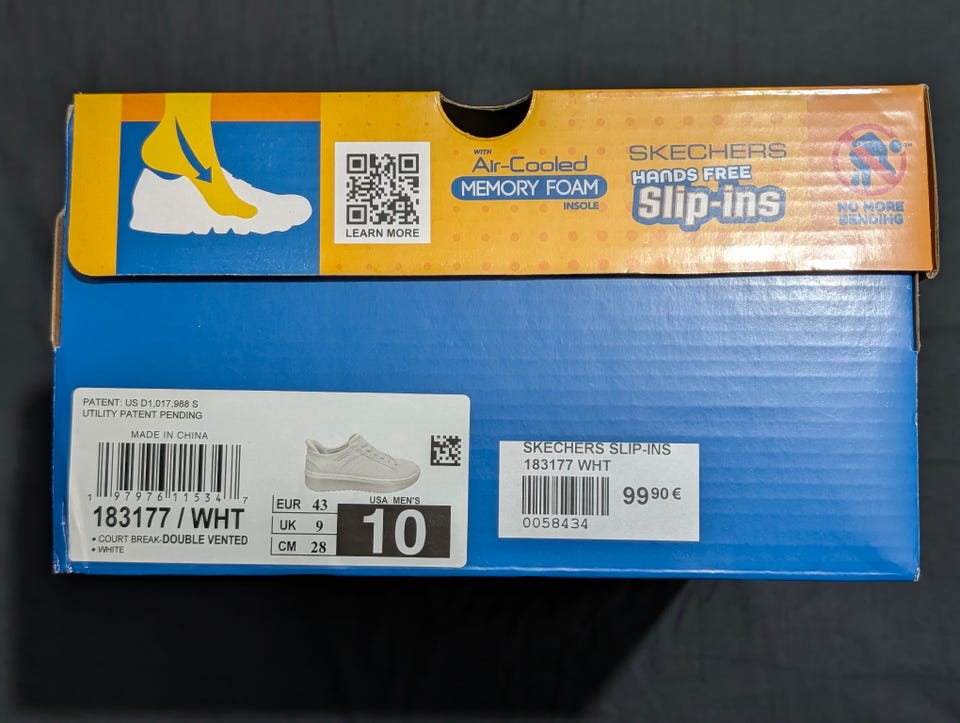 WITH
Air-Cooled
MEMORY FOAM
INSOLE
LEARN MORE
SKECHERS
HANDS FREE
Slip-ins
TM
NO MORE
BENDING
PATENT: US D1,017,988 S
UTILITY PATENT PENDING
MADE IN CHINA
1 97976 11534 7
183177 / WHT
• COURT BREAK-DOUBLE VENTED
• WHITE
EUR 43
UK 9
CM 28
USA MEN'S
10
SKECHERS SLIP-INS
183177 WHT
0058434
99⁹⁰ €